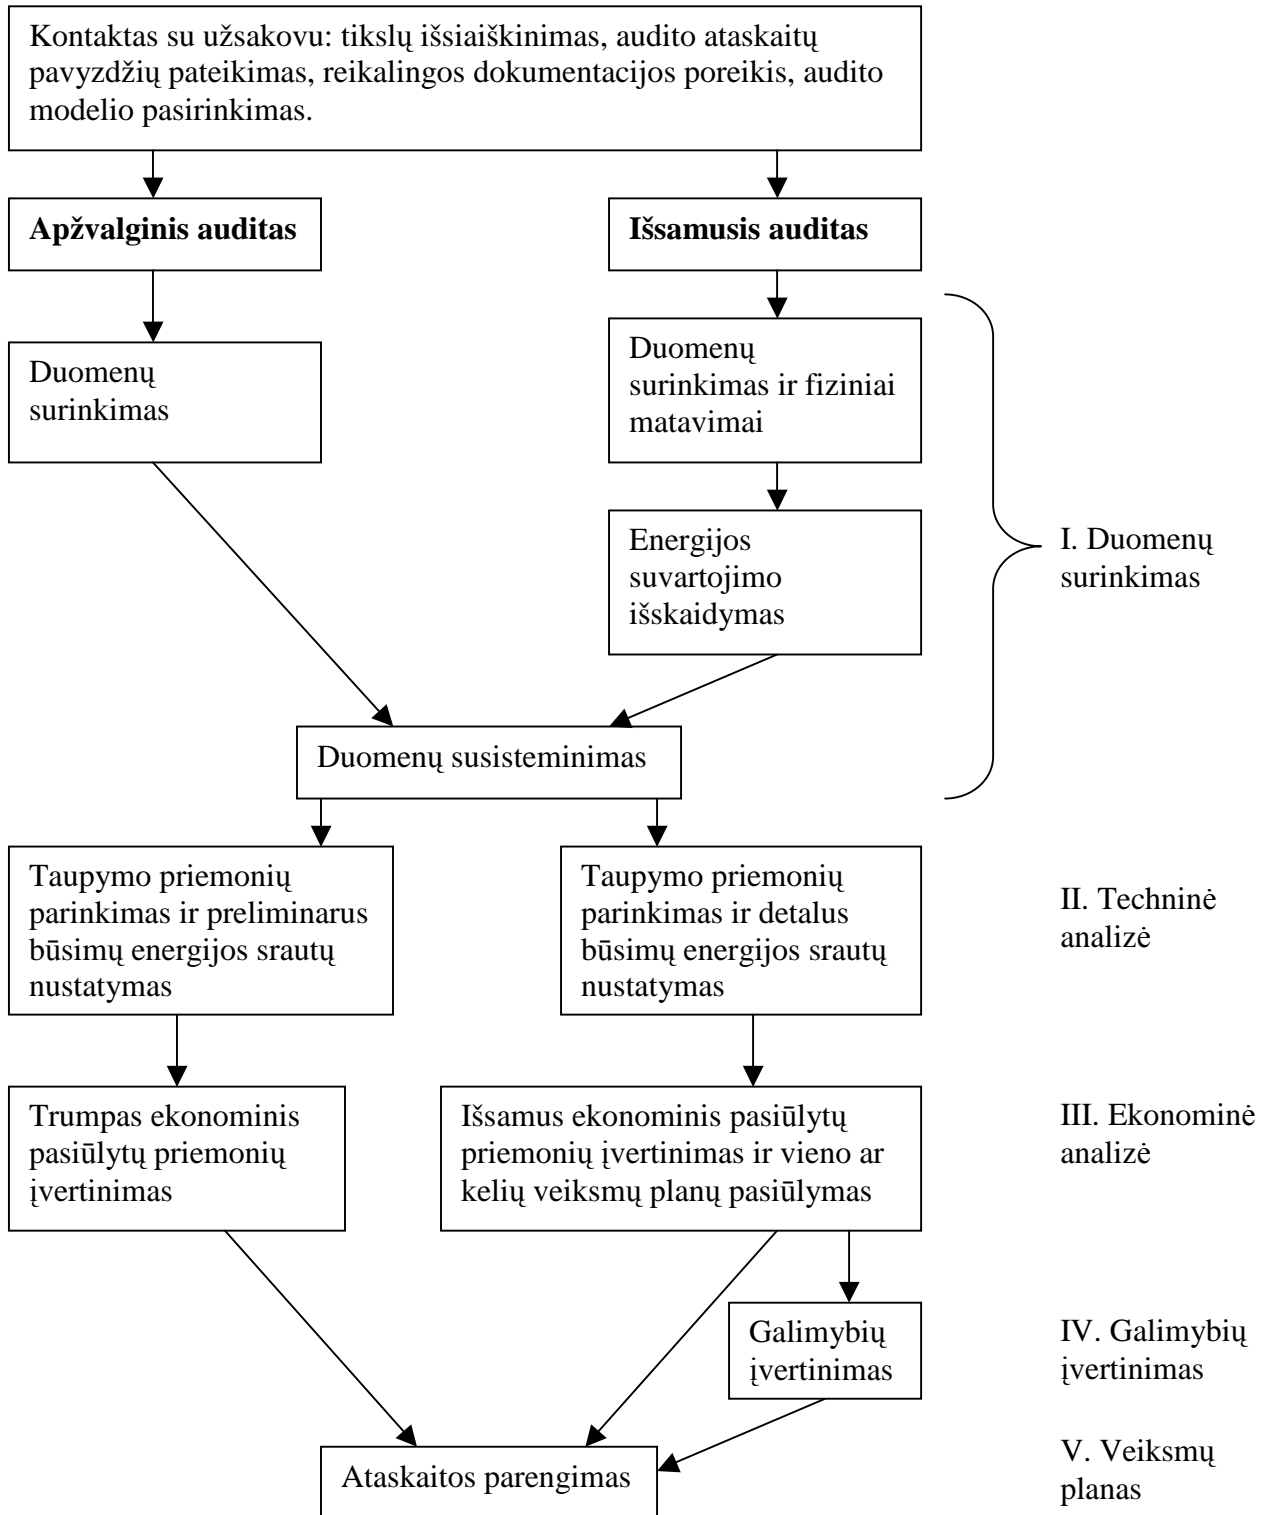 Kontaktas su užsakovu: tikslų išsiaiškinimas, audito ataskaitų
pavyzdžių pateikimas, reikalingos dokumentacijos poreikis, audito
modelio pasirinkimas.
Apžvalginis auditas
Išsamusis auditas
Duomenų
surinkimas
Duomenų
surinkimas ir fiziniai
matavimai
Energijos
suvartojimo
išskaidymas
I. Duomenų
surinkimas
Duomenų susisteminimas
Taupymo priemonių
parinkimas ir preliminarus
būsimų energijos srautų
nustatymas
Taupymo priemonių
parinkimas ir detalus
būsimų energijos srautų
nustatymas
II. Techninė
analizė
Trumpas ekonominis
pasiūlytų priemonių
įvertinimas
Išsamus ekonominis pasiūlytų
priemonių įvertinimas ir vieno ar
kelių veiksmų planų pasiūlymas
III. Ekonominė
analizė
Galimybių
įvertinimas
IV. Galimybių
įvertinimas
Ataskaitos parengimas
V. Veiksmų
planas